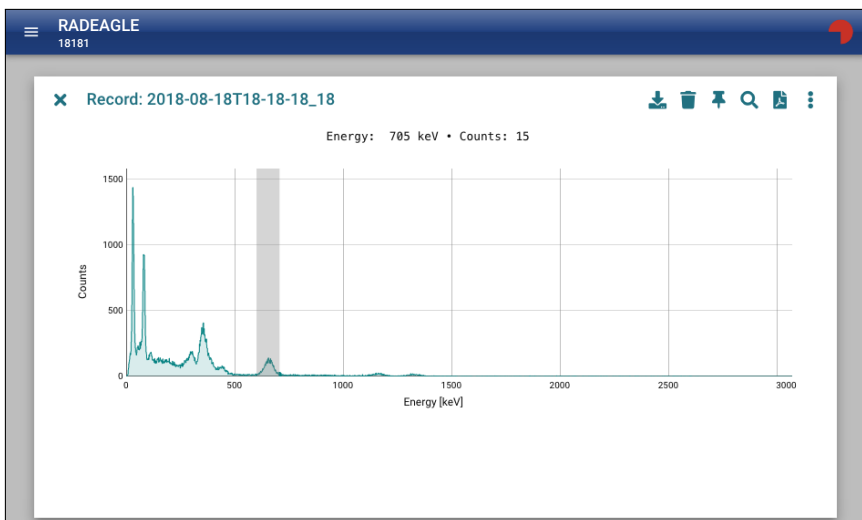 RADEAGLE
18181
Record: 2018-08-18T18-18-18_18
Energy:  705 keV • Counts: 15
1500
1000
500
0
Counts
0 500 1000 1500 2000 2500 3000
Energy [keV]